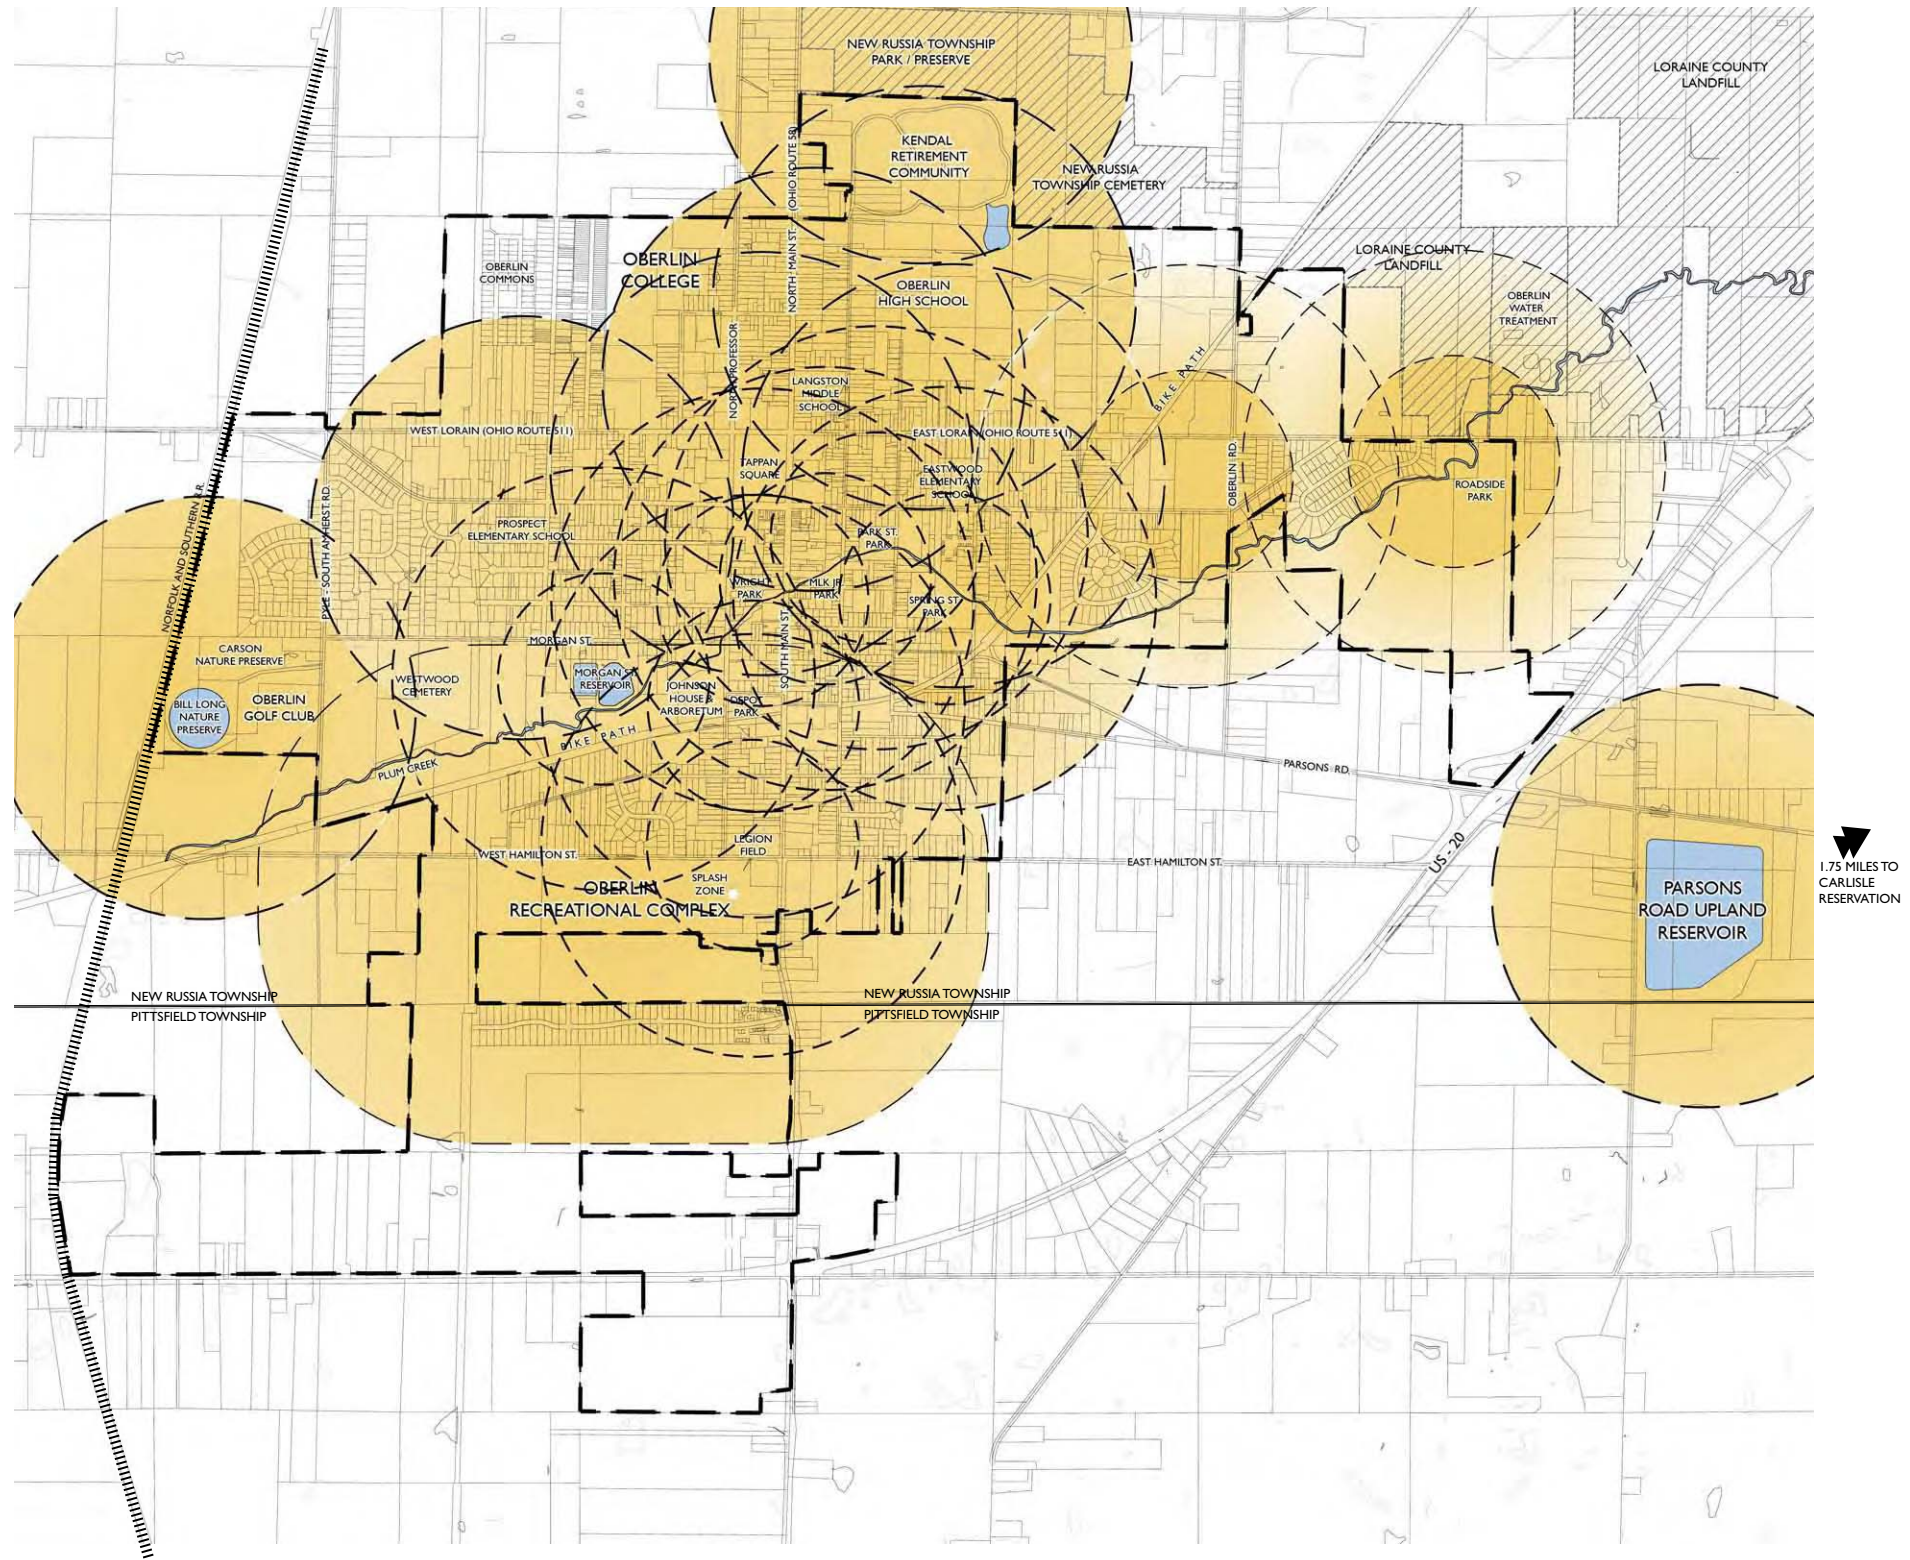 NEW RUSSIA TOWNSHIP
PARK / PRESERVE
LORAINE COUNTY
LANDFILL
KENDAL
RETIREMENT
COMMUNITY
NEW RUSSIA
TOWNSHIP CEMETERY
NORTH MAIN ST. (OHIO ROUTE 58)
OBERLIN
COMMONS
OBERLIN
COLLEGE
OBERLIN
HIGH SCHOOL
LORAINE COUNTY
LANDFILL
OBERLIN
WATER
TREATMENT
NORTH PROFESSOR
BIKE PATH
LANGSTON
MIDDLE
SCHOOL
WEST LORAIN (OHIO ROUTE 511)
EAST LORAIN (OHIO ROUTE 511)
TAPPAN
SQUARE
EASTWOOD
ELEMENTARY
SCHOOL
OBERLIN RD.
ROADSIDE
PARK
NORFOLK AND SOUTHERN R.R.
PYLE - SOUTH AMHERST RD.
PROSPECT
ELEMENTARY SCHOOL
PARK ST.
PARK
WRIGHT
PARK
MLK JR
PARK
SPRING ST.
PARK
SOUTH MAIN ST.
MORGAN ST.
CARSON
NATURE PRESERVE
WESTWOOD
CEMETERY
MORGAN ST.
RESERVOIR
JOHNSON
HOUSE &
ARBORETUM
DEPOT
PARK
BILL LONG
NATURE
PRESERVE
OBERLIN
GOLF CLUB
BIKE PATH
PLUM CREEK
PARSONS RD.
LEGION
FIELD
WEST HAMILTON ST.
EAST HAMILTON ST.
US - 20
SPLASH
ZONE
OBERLIN
RECREATIONAL COMPLEX
PARSONS
ROAD UPLAND
RESERVOIR
1.75 MILES TO
CARLISLE
RESERVATION
NEW RUSSIA TOWNSHIP
PITTSFIELD TOWNSHIP
NEW RUSSIA TOWNSHIP
PITTSFIELD TOWNSHIP